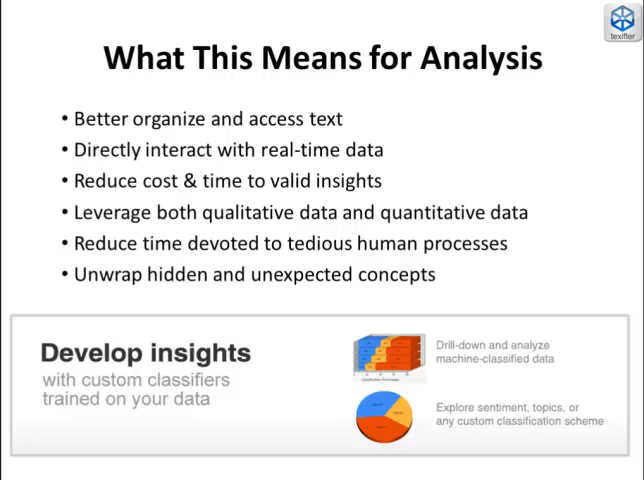 texifter
What This Means for Analysis
• Better organize and access text
• Directly interact with real-time data
• Reduce cost & time to valid insights
• Leverage both qualitative data and quantitative data
• Reduce time devoted to tedious human processes
• Unwrap hidden and unexpected concepts
Develop insights
with custom classifiers
trained on your data
Drill-down and analyze
machine-classified data
Explore sentiment, topics, or
any custom classification scheme